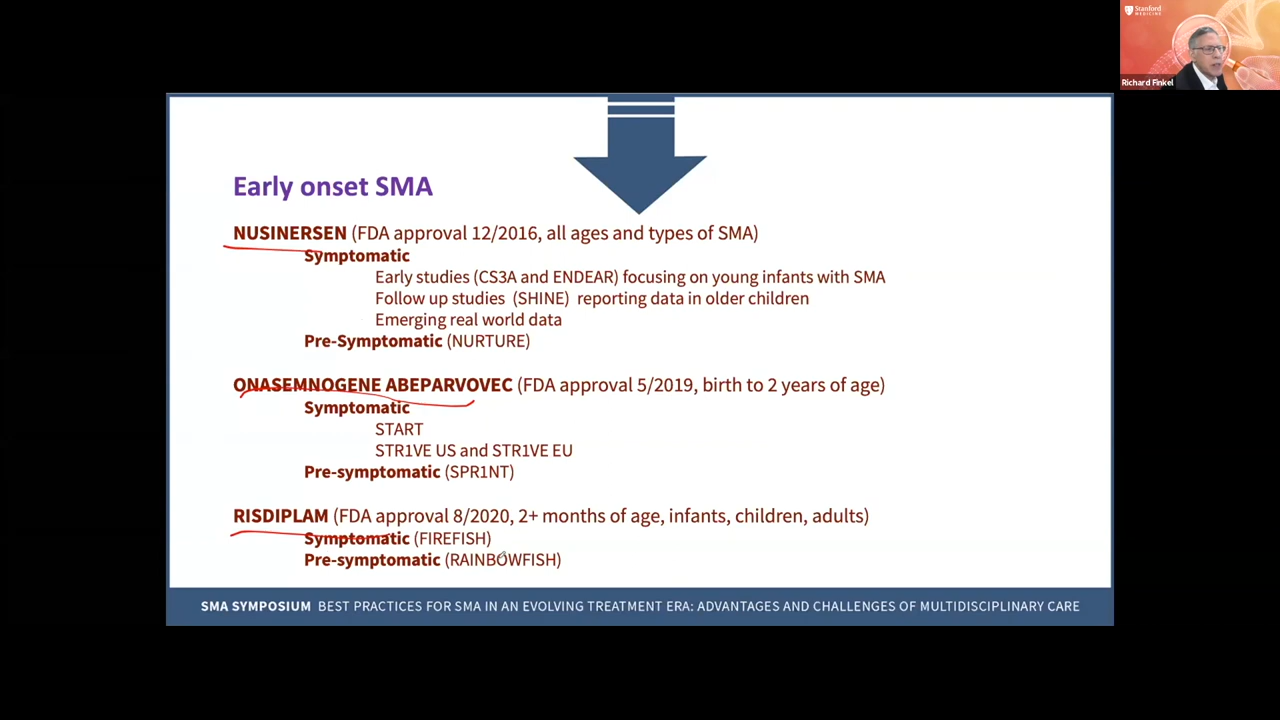 Stanford
MEDICINE
Richard Finkel
Early onset SMA
NUSINERSEN (FDA approval 12/2016, all ages and types of SMA)
Symptomatic
Early studies (CS3A and ENDEAR) focusing on young infants with SMA
Follow up studies (SHINE) reporting data in older children
Emerging real world data
Pre-Symptomatic (NURTURE)
ONASEMNOGENE ABEPARVOVEC (FDA approval 5/2019, birth to 2 years of age)
Symptomatic
START
STR1VE US and STR1VE EU
Pre-symptomatic (SPR1NT)
RISDIPLAM (FDA approval 8/2020, 2+ months of age, infants, children, adults)
Symptomatic (FIREFISH)
Pre-symptomatic (RAINBOWFISH)
SMA SYMPOSIUM BEST PRACTICES FOR SMA IN AN EVOLVING TREATMENT ERA: ADVANTAGES AND CHALLENGES OF MULTIDISCIPLINARY CARE